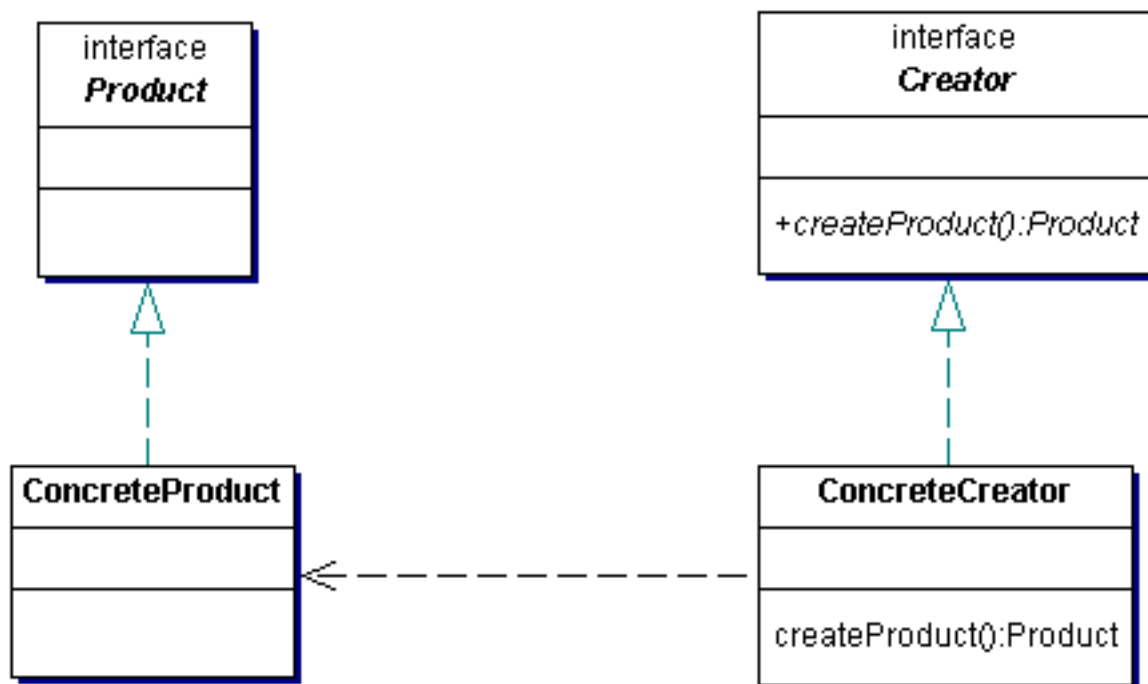 interface
Product
interface
Creator
+createProduct():Product
ConcreteProduct
ConcreteCreator
createProduct():Product